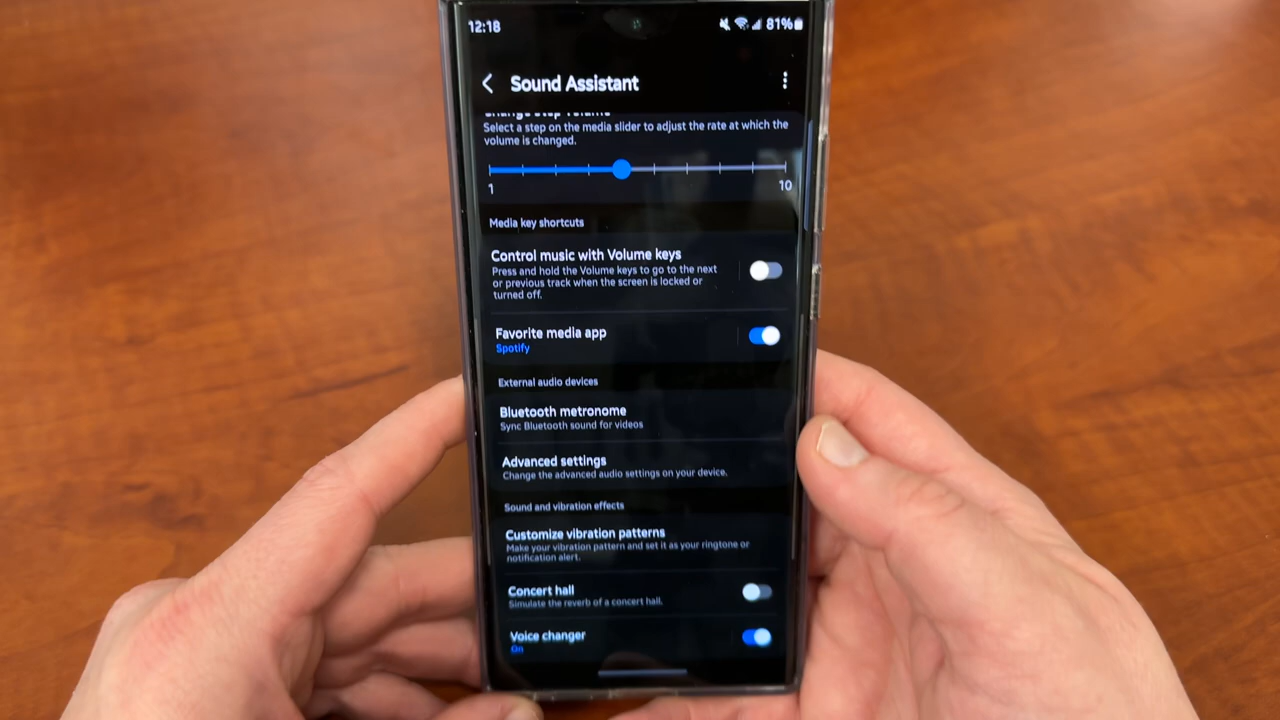 12:18 81%
Sound Assistant
Change step volume
Select a step on the media slider to adjust the rate at which the
volume is changed.
1 10
Media key shortcuts
Control music with Volume keys
Press and hold the Volume keys to go to the next
or previous track when the screen is locked or
turned off.
Favorite media app
Spotify
External audio devices
Bluetooth metronome
Sync Bluetooth sound for videos
Advanced settings
Change the advanced audio settings on your device.
Sound and vibration effects
Customize vibration patterns
Make your vibration pattern and set it as your ringtone or
notification alert.
Concert hall
Simulate the reverb of a concert hall.
Voice changer
On